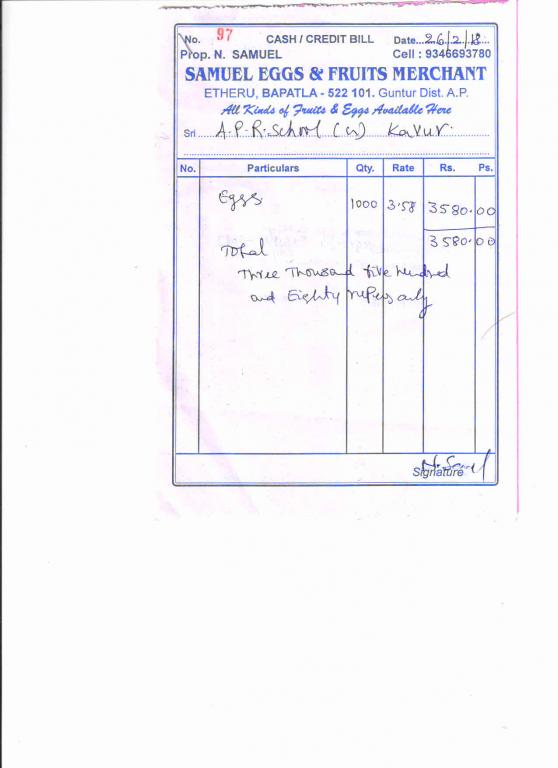 No. 97 CASH / CREDIT BILL Date...26/2/18...
Prop. N. SAMUEL Cell : 9346693780
SAMUEL EGGS & FRUITS MERCHANT
ETHERU, BAPATLA - 522 101. Guntur Dist. A.P.
All Kinds of Fruits & Eggs Available Here
Sri A.P.R. School (G) Kavur.
No. Particulars Qty. Rate Rs. Ps.
Eggs 1000 3.58 3580.00
Total 3580.00
Three Thousand five hundred
and Eighty rupees only
N. Samuel
Signature